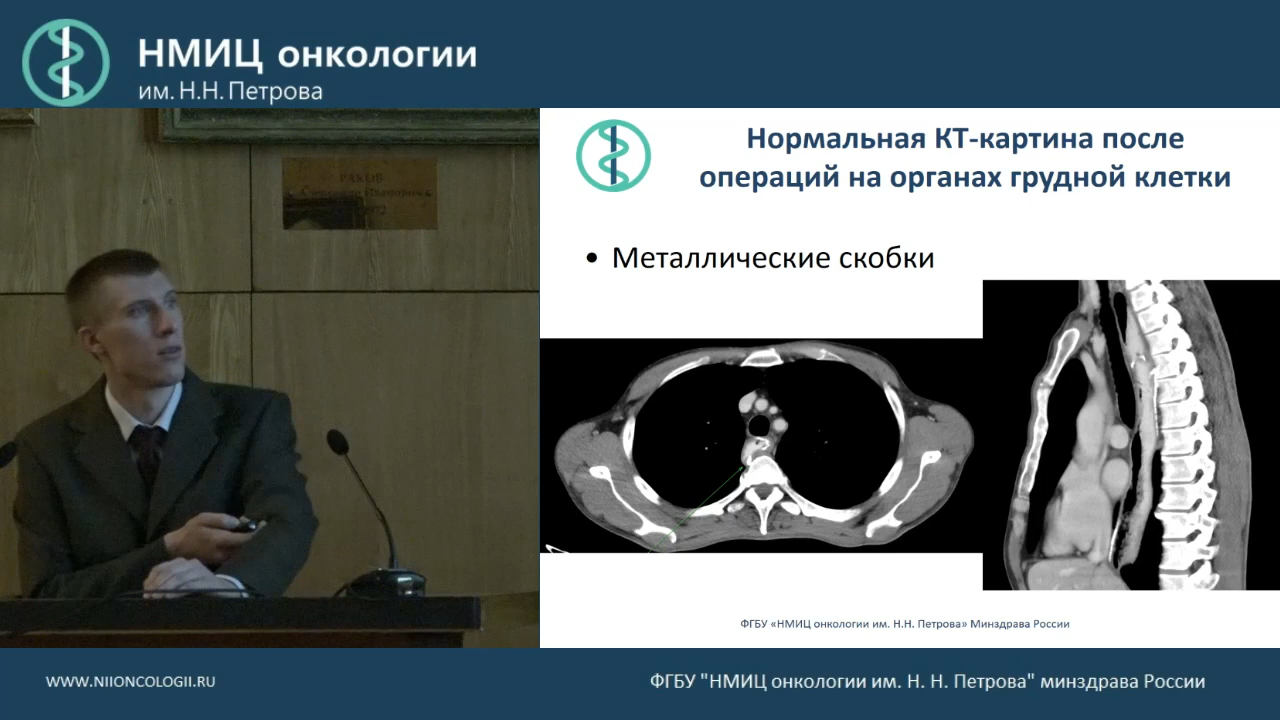 НМИЦ онкологии
им. Н.Н. Петрова
РАКОВ
Нормальная КТ-картина после
операций на органах грудной клетки
• Металлические скобки
ФГБУ «НМИЦ онкологии им. Н.Н. Петрова» Минздрава России
WWW.NIIONCOLOGII.RU
ФГБУ "НМИЦ онкологии им. Н. Н. Петрова" минздрава России